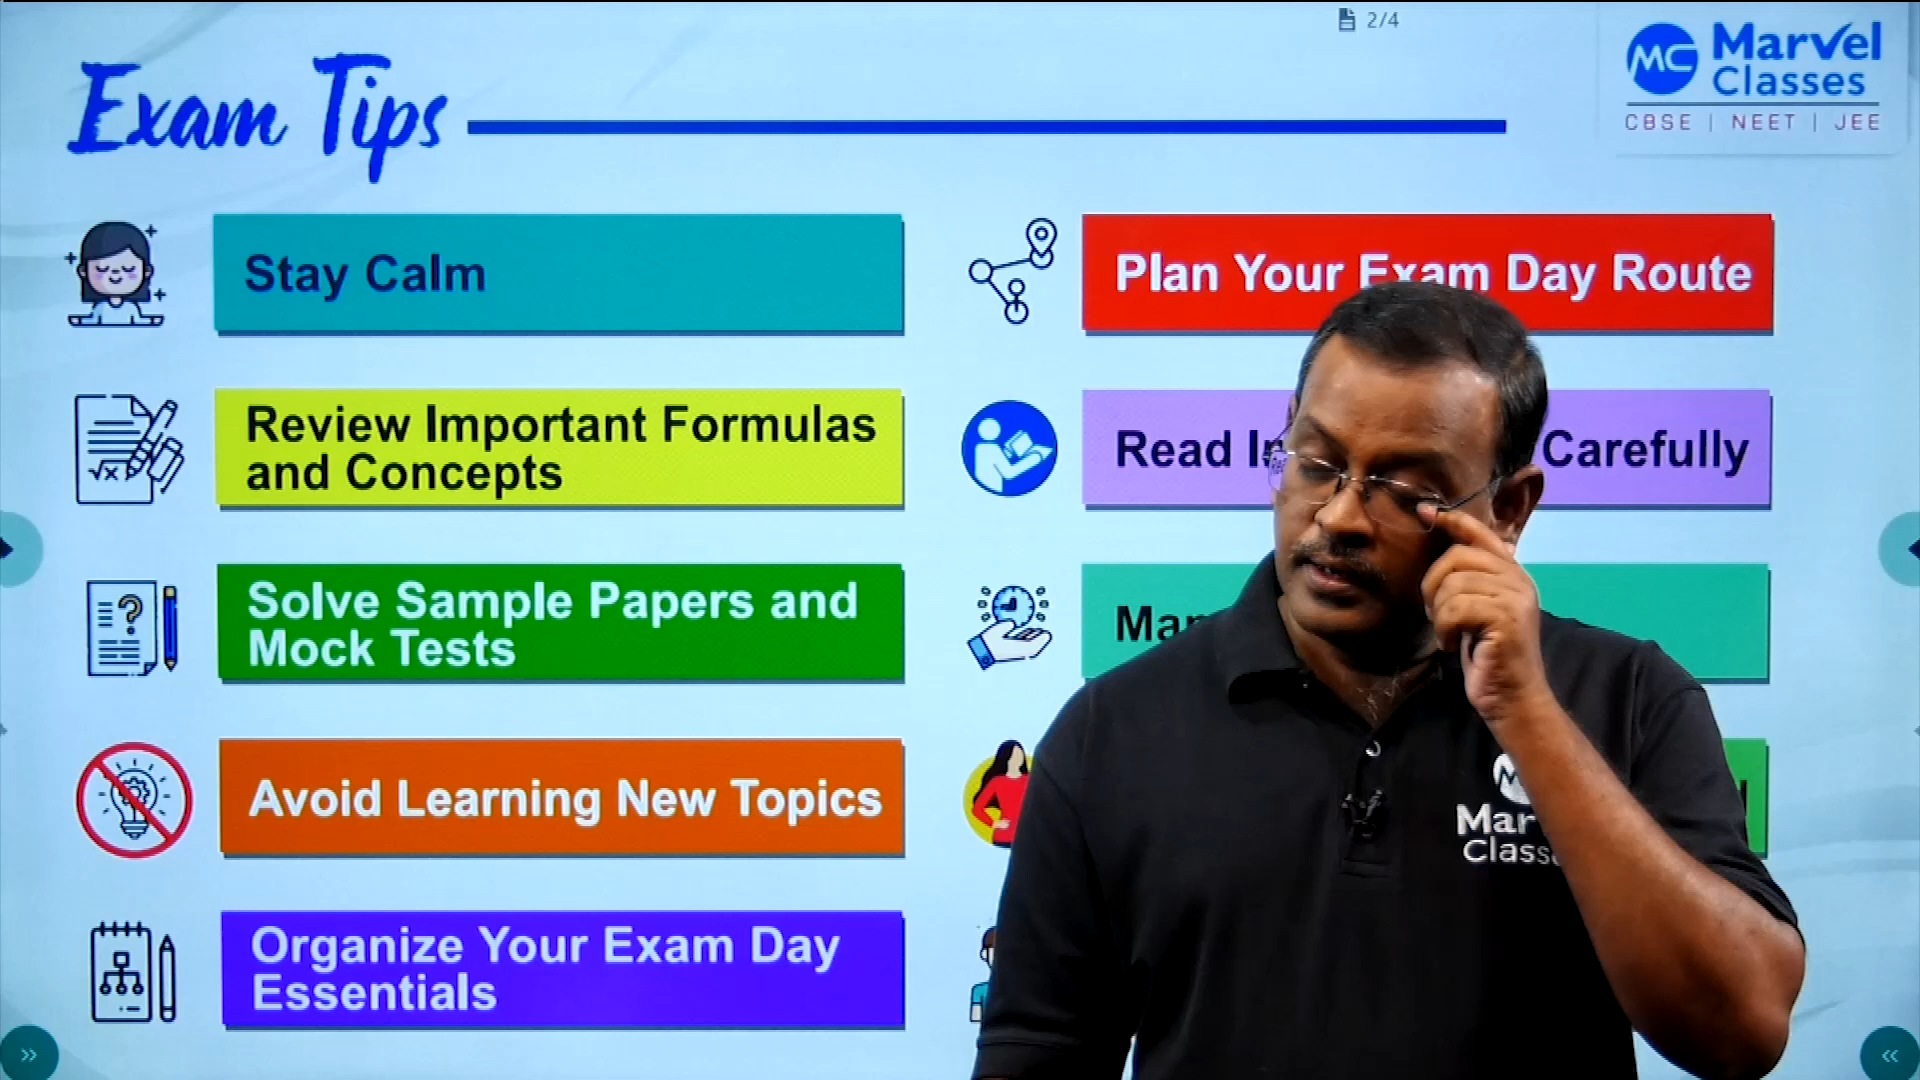 2/4
Marvel
Classes
CBSE | NEET | JEE
MC
Exam Tips
Stay Calm
Review Important Formulas
and Concepts
Solve Sample Papers and
Mock Tests
Avoid Learning New Topics
Organize Your Exam Day
Essentials
Plan Your Exam Day Route
Read
Carefully